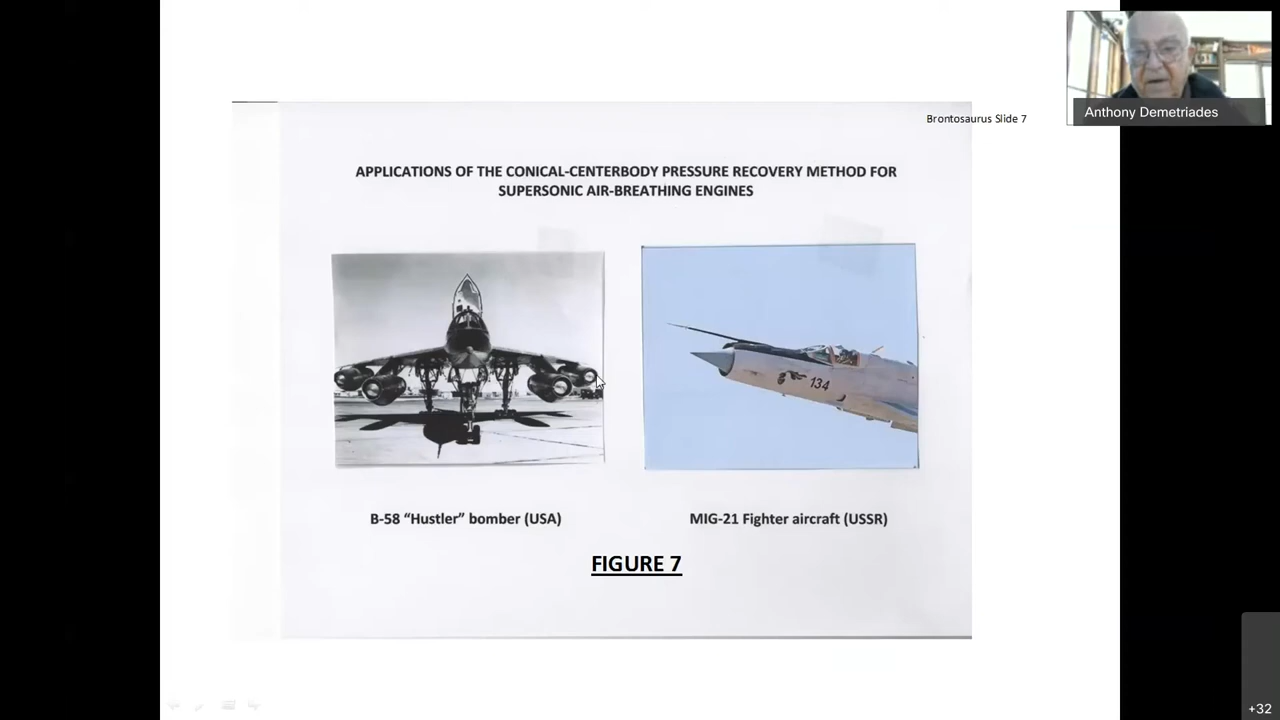 Anthony Demetriades
Brontosaurus Slide 7
APPLICATIONS OF THE CONICAL-CENTERBODY PRESSURE RECOVERY METHOD FOR
SUPERSONIC AIR-BREATHING ENGINES
134
B-58 “Hustler” bomber (USA)
MIG-21 Fighter aircraft (USSR)
FIGURE 7
+32